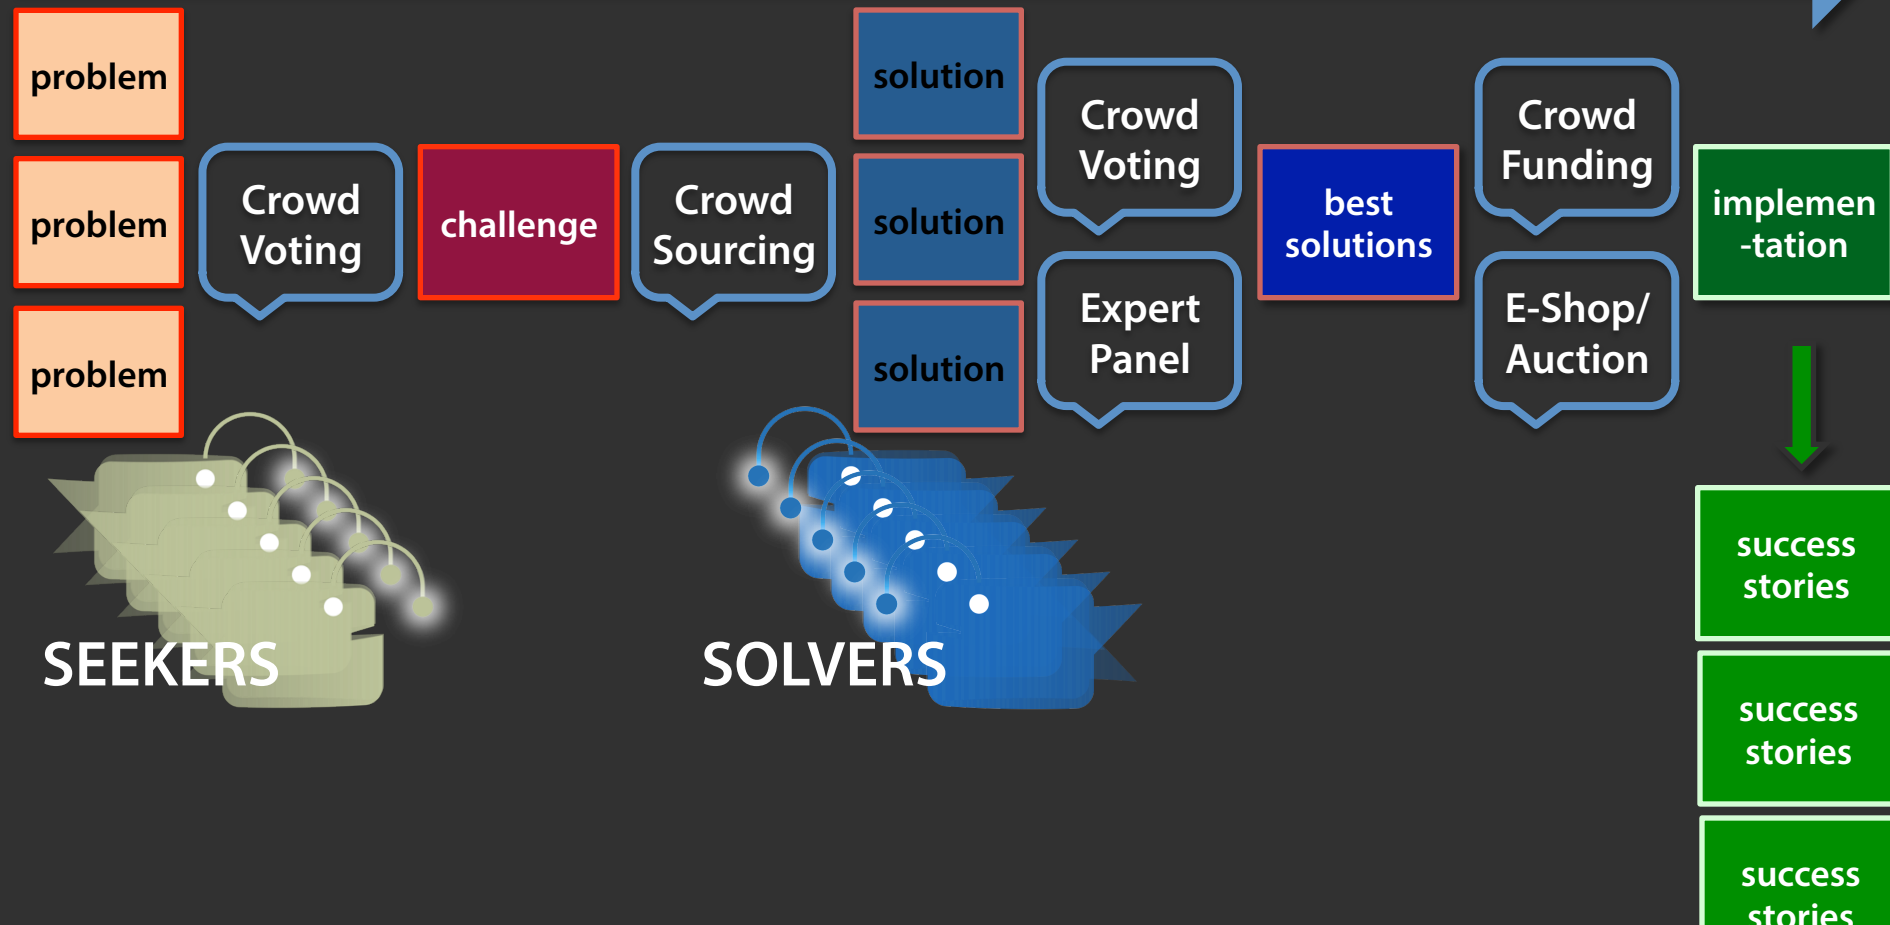 problem
problem
problem
Crowd
Voting
challenge
Crowd
Sourcing
solution
solution
solution
Crowd
Voting
Expert
Panel
best
solutions
Crowd
Funding
E-Shop/
Auction
implemen
-tation
success
stories
success
stories
success
stories
SEEKERS
SOLVERS